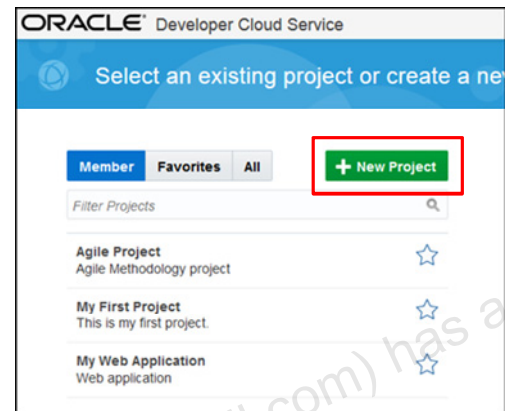 ORACLE® Developer Cloud Service
Select an existing project or create a ne
Member Favorites All + New Project
Filter Projects
Agile Project
Agile Methodology project
My First Project
This is my first project.
My Web Application
Web application
com) has a